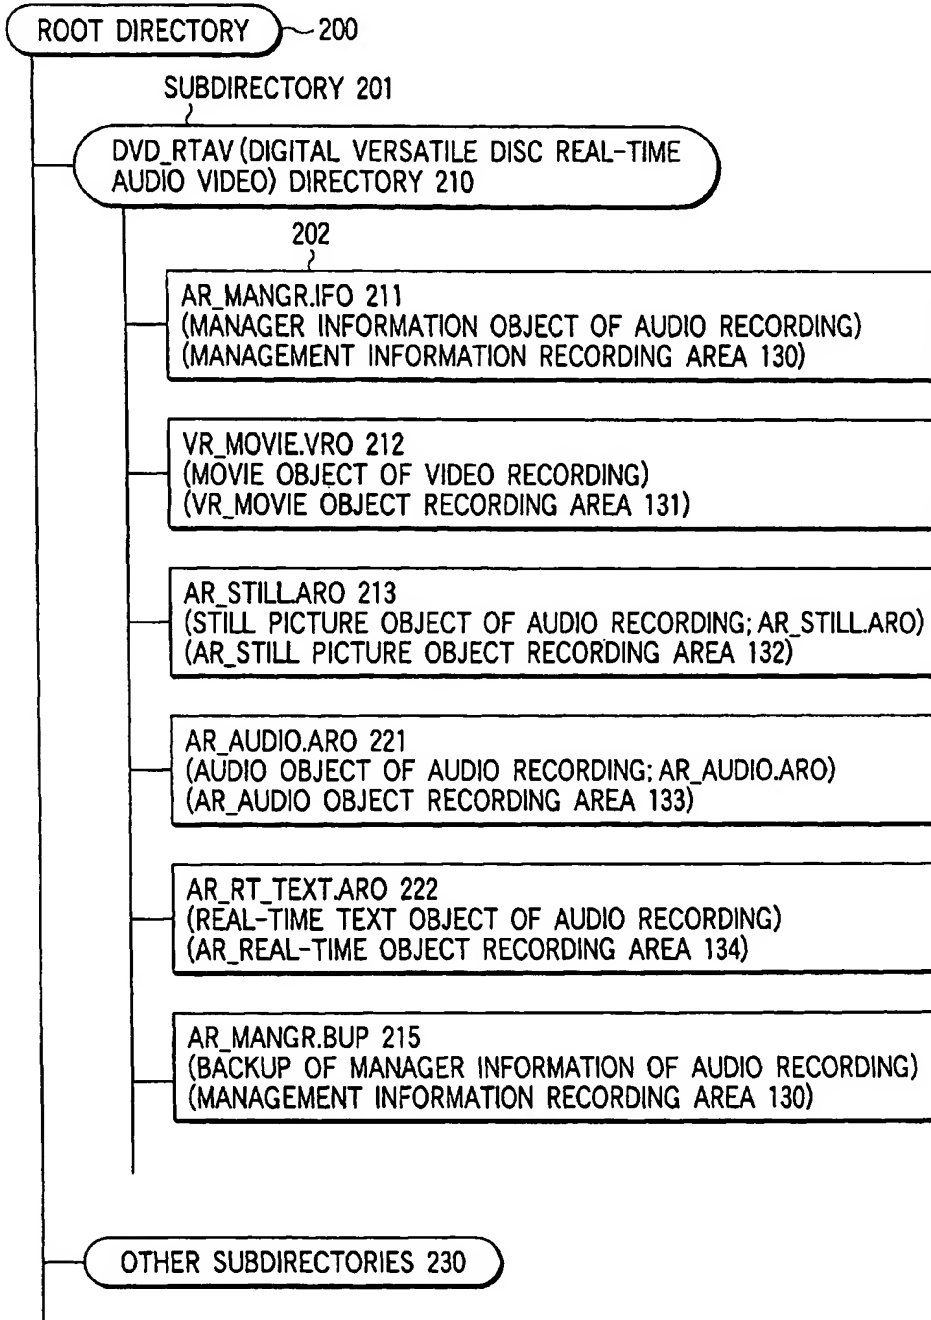 ROOT DIRECTORY 200
SUBDIRECTORY 201
DVD_RTAV (DIGITAL VERSATILE DISC REAL-TIME
AUDIO VIDEO) DIRECTORY 210
202
AR_MANGR.IFO 211
(MANAGER INFORMATION OBJECT OF AUDIO RECORDING)
(MANAGEMENT INFORMATION RECORDING AREA 130)
VR_MOVIE.VRO 212
(MOVIE OBJECT OF VIDEO RECORDING)
(VR_MOVIE OBJECT RECORDING AREA 131)
AR_STILL.ARO 213
(STILL PICTURE OBJECT OF AUDIO RECORDING; AR_STILL.ARO)
(AR_STILL PICTURE OBJECT RECORDING AREA 132)
AR_AUDIO.ARO 221
(AUDIO OBJECT OF AUDIO RECORDING; AR_AUDIO.ARO)
(AR_AUDIO OBJECT RECORDING AREA 133)
AR_RT_TEXT.ARO 222
(REAL-TIME TEXT OBJECT OF AUDIO RECORDING)
(AR_REAL-TIME OBJECT RECORDING AREA 134)
AR_MANGR.BUP 215
(BACKUP OF MANAGER INFORMATION OF AUDIO RECORDING)
(MANAGEMENT INFORMATION RECORDING AREA 130)
OTHER SUBDIRECTORIES 230